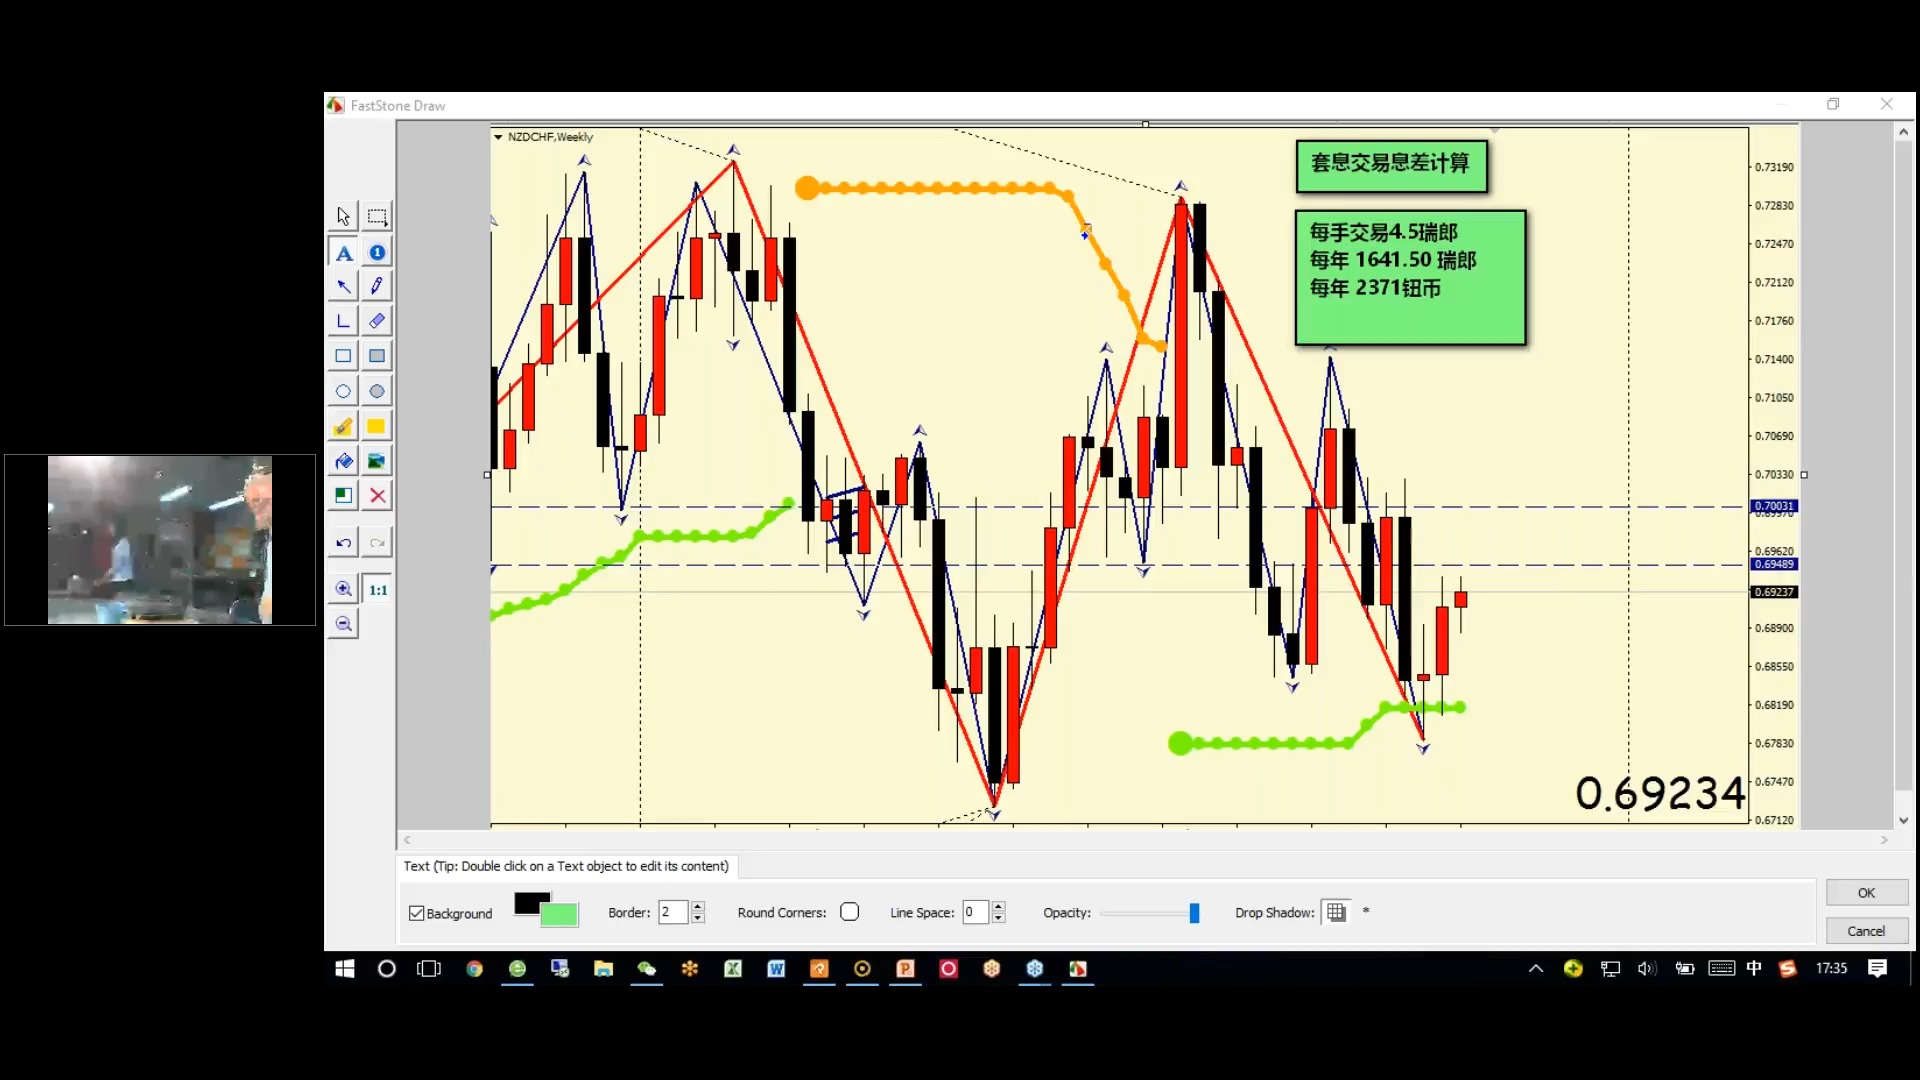 FastStone Draw
NZDCHF,Weekly
套息交易息差计算
每手交易4.5瑞郎
每年 1641.50 瑞郎
每年 2371钮币
0.73190
0.72830
0.72470
0.72120
0.71760
0.71400
0.71050
0.70690
0.70330
0.70031
0.69620
0.69489
0.69237
0.68900
0.68550
0.68190
0.67830
0.67470
0.67120
0.69234
A
1
1:1
Text (Tip: Double click on a Text object to edit its content)
Background
Border: 2
Round Corners:
Line Space: 0
Opacity:
Drop Shadow:
*
OK
Cancel
中
17:35